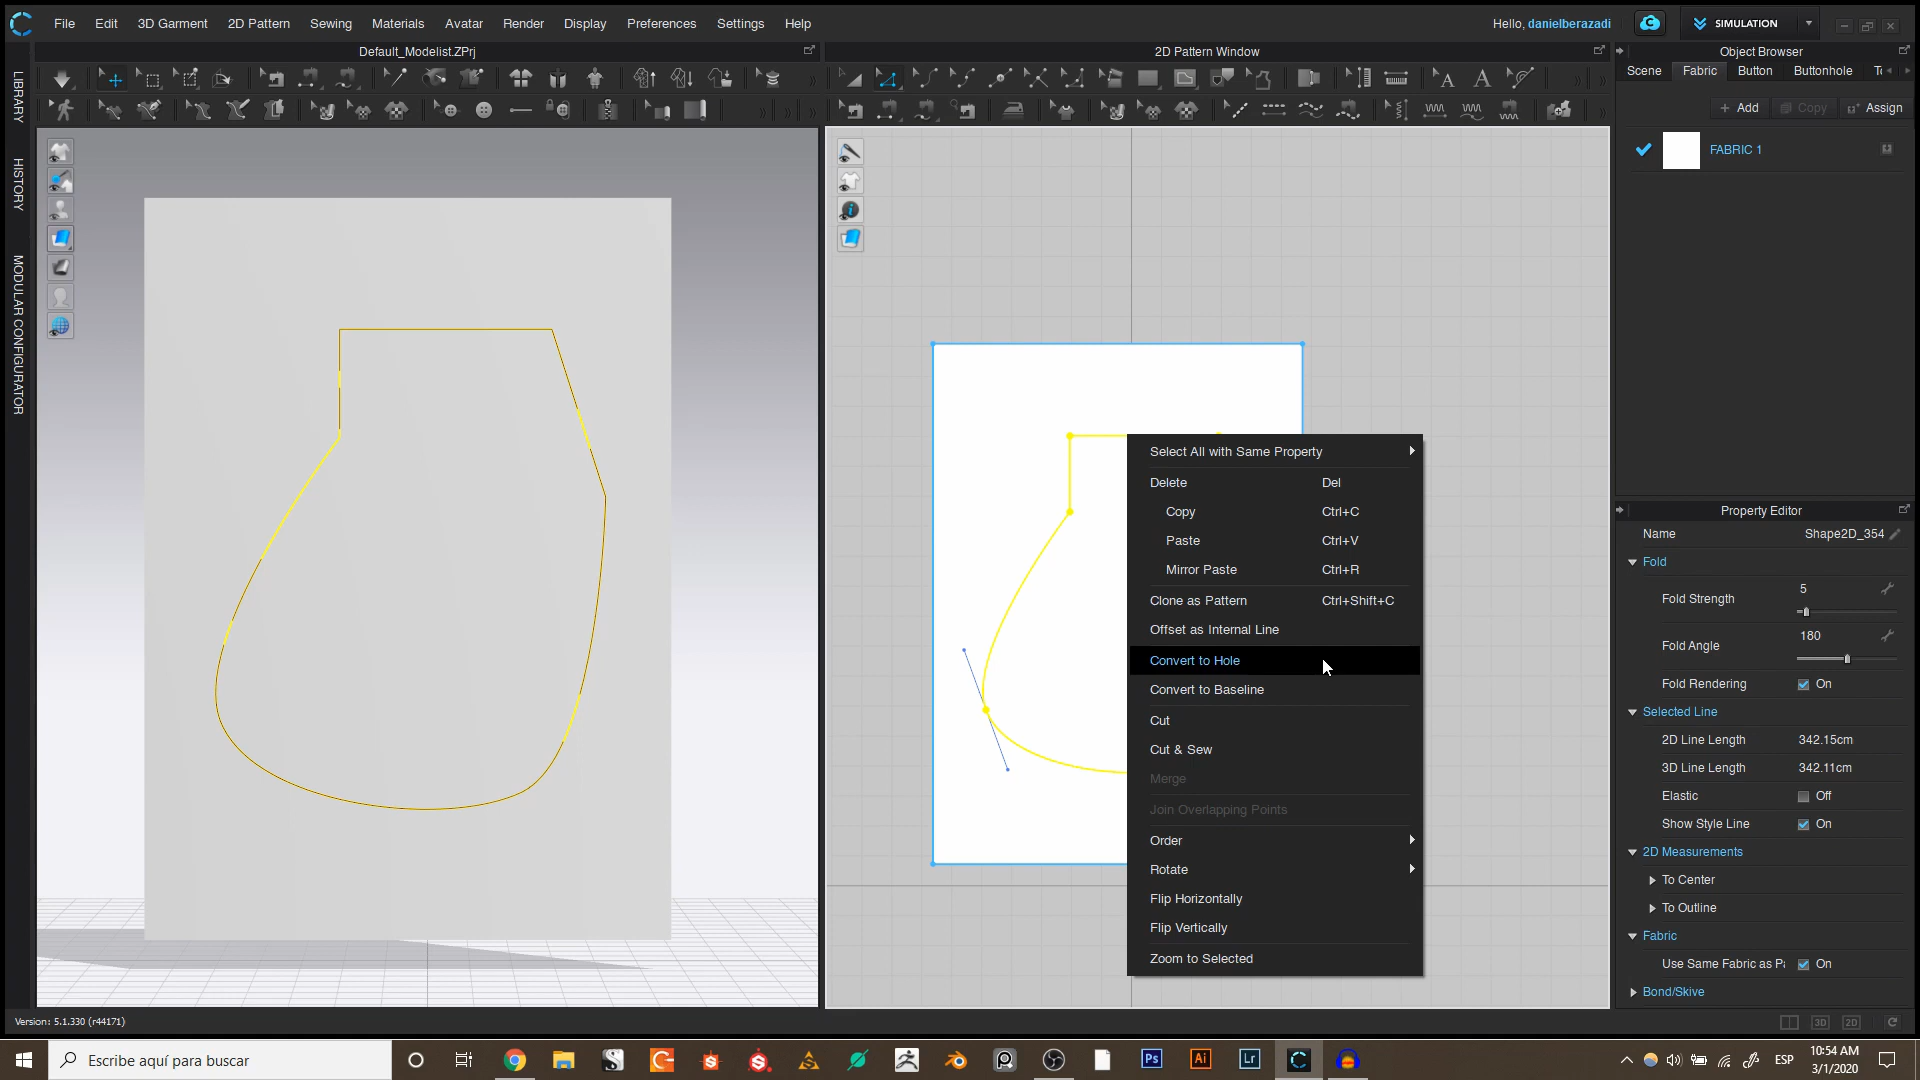 File Edit 3D Garment 2D Pattern Sewing Materials Avatar Render Display Preferences Settings Help
Hello, danielberazadi
SIMULATION
Default_Modelist.ZPrj
2D Pattern Window
Object Browser
Scene Fabric Button Buttonhole
LIBRARY
HISTORY
MODULAR CONFIGURATOR
+ Add Copy Assign
FABRIC 1
Select All with Same Property
Delete Del
Copy Ctrl+C
Paste Ctrl+V
Mirror Paste Ctrl+R
Clone as Pattern Ctrl+Shift+C
Offset as Internal Line
Convert to Hole
Convert to Baseline
Cut
Cut & Sew
Merge
Join Overlapping Points
Order
Rotate
Flip Horizontally
Flip Vertically
Zoom to Selected
Property Editor
Name Shape2D_354
Fold
Fold Strength 5
Fold Angle 180
Fold Rendering On
Selected Line
2D Line Length 342.15cm
3D Line Length 342.11cm
Elastic Off
Show Style Line On
2D Measurements
To Center
To Outline
Fabric
Use Same Fabric as Pa On
Bond/Skive
3D 2D
Version: 5.1.330 (r44171)
Escribe aquí para buscar
Ps Ai Lr
ESP
10:54 AM
3/1/2020